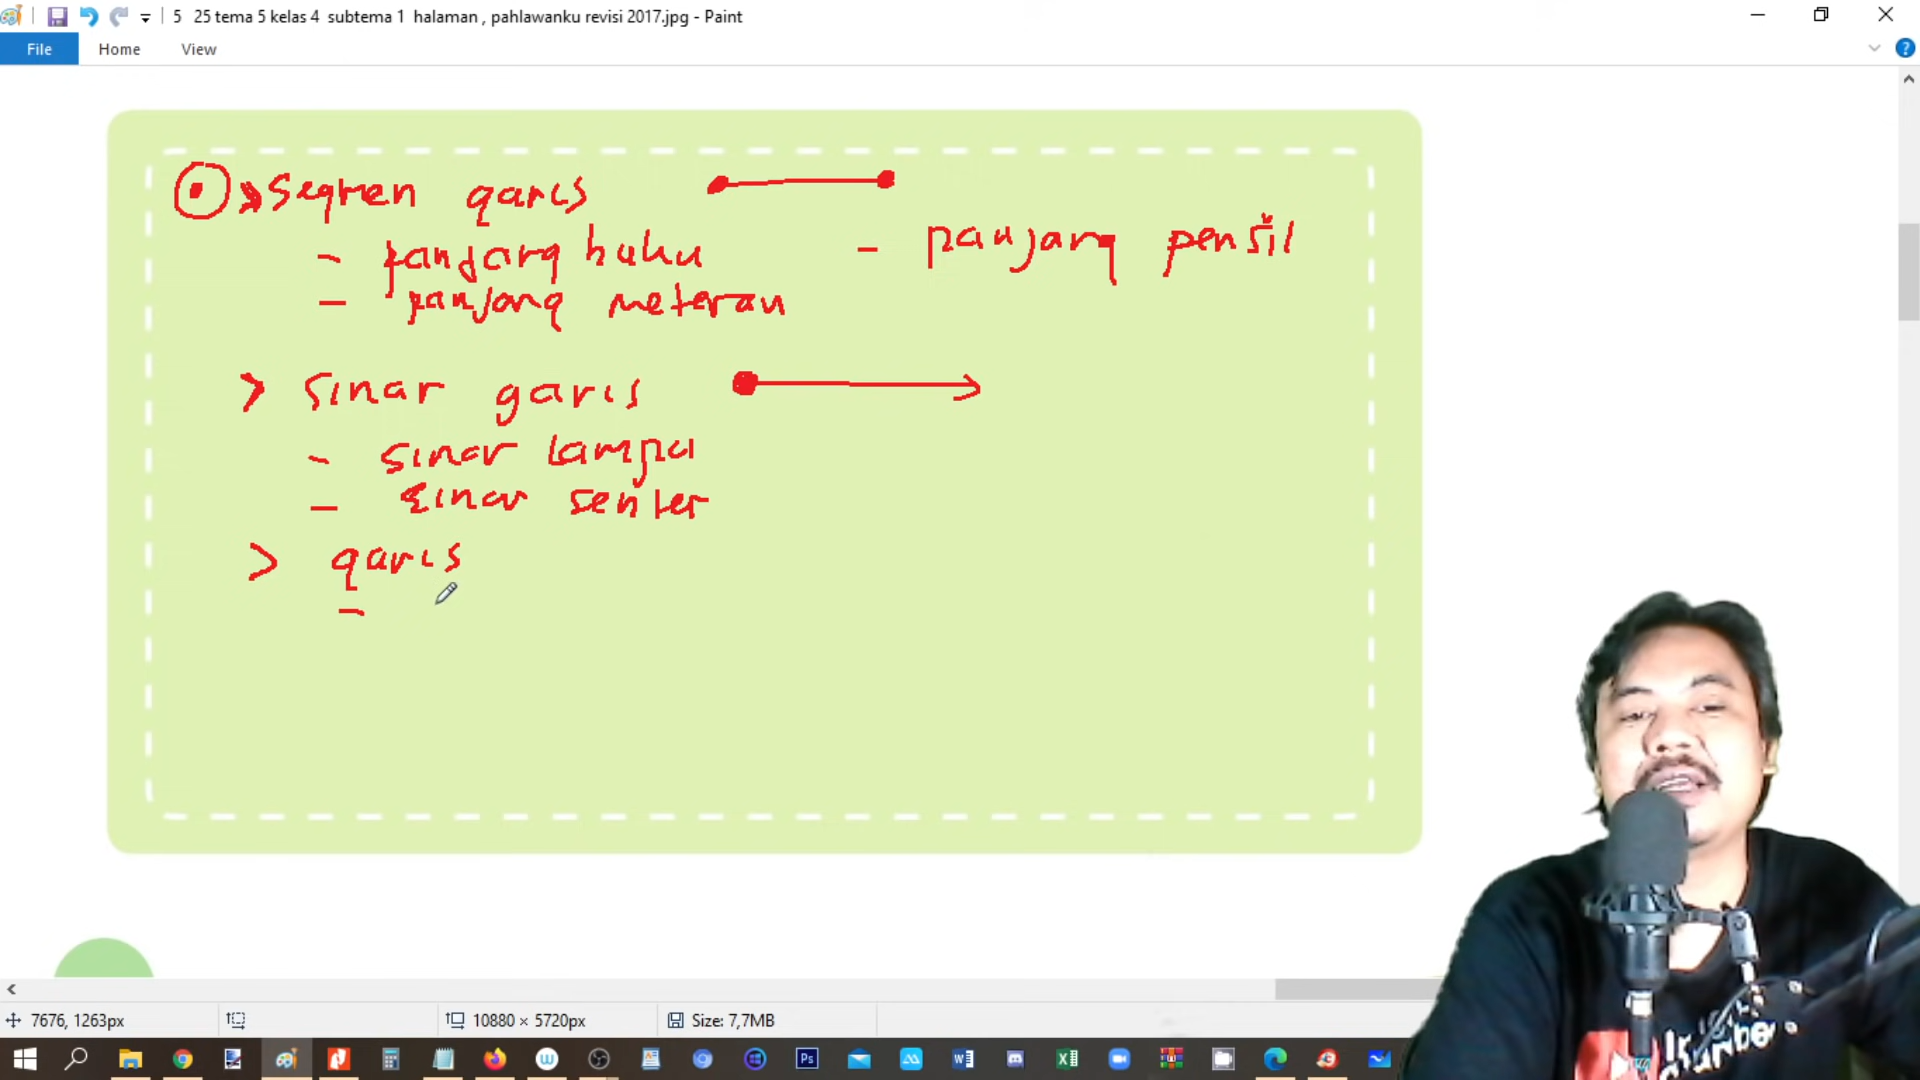 5 25 tema 5 kelas 4 subtema 1 halaman , pahlawanku revisi 2017.jpg - Paint
File Home View
Segmen garis
- panjang buku - panjang pensil
- panjang meteran
> sinar garis
- sinar lampu
- sinar senter
> garis
-
7676, 1263px 10880 × 5720px Size: 7,7MB